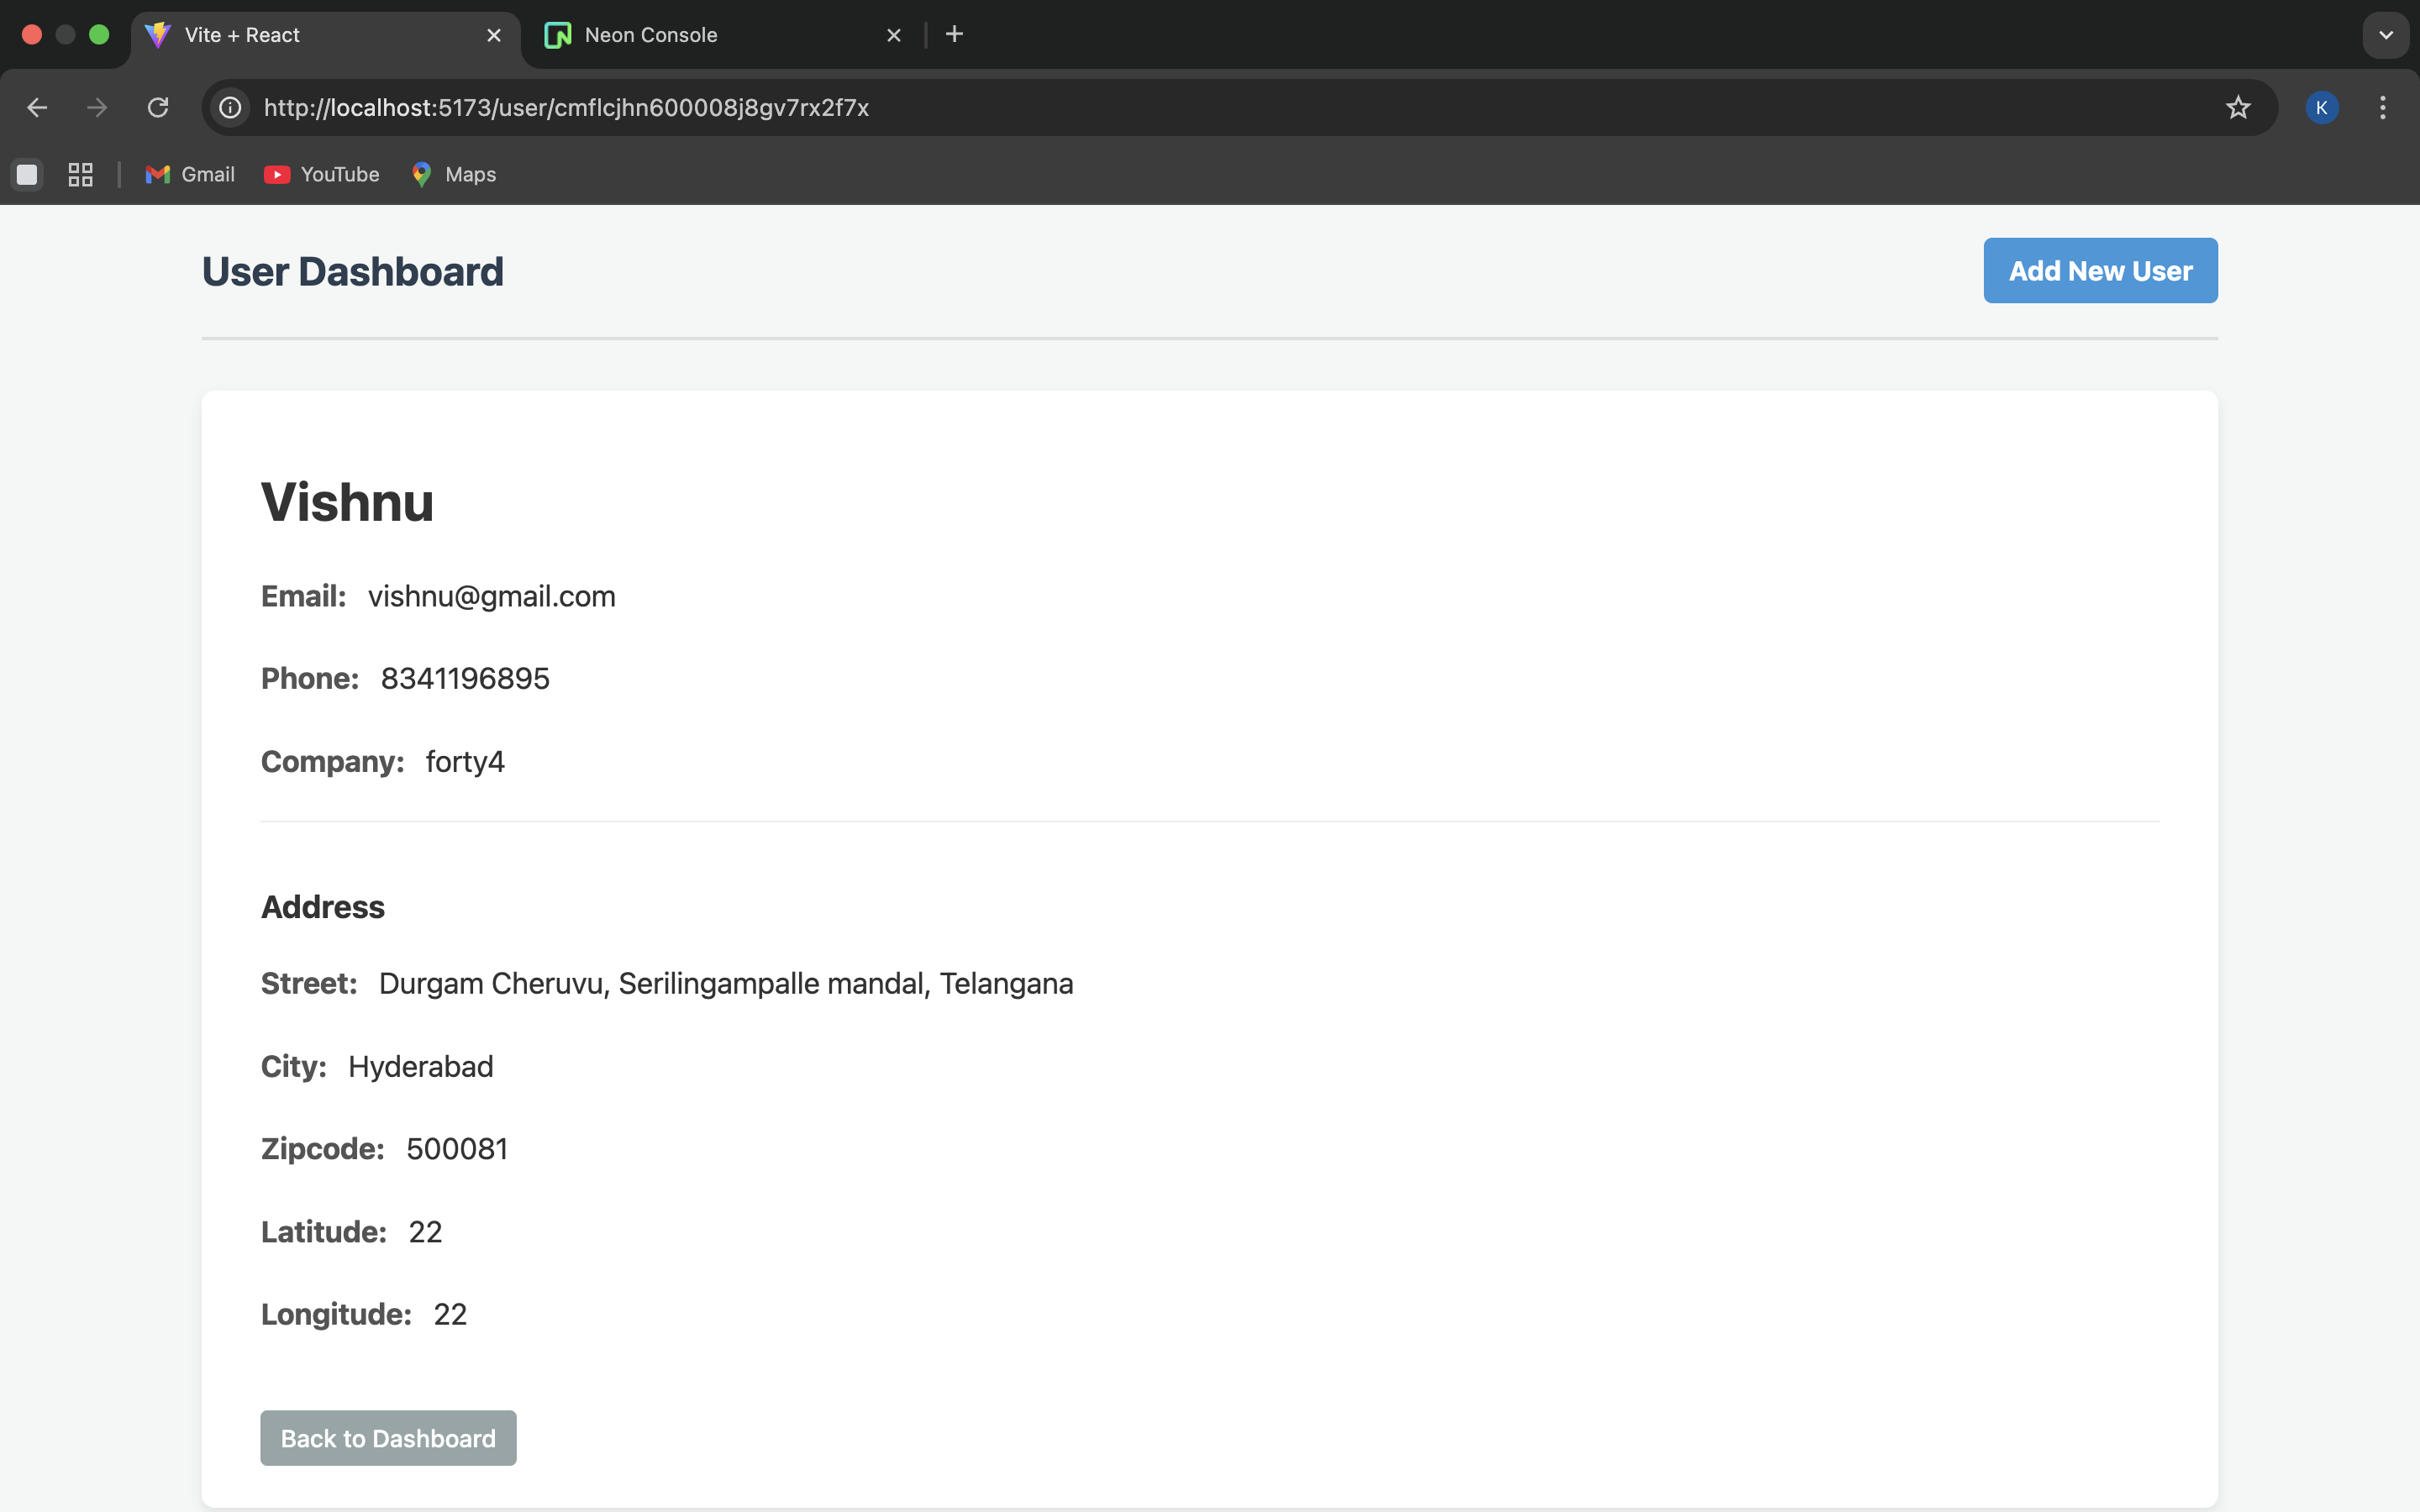 Vite + React
Neon Console
http://localhost:5173/user/cmflcjhn600008j8gv7rx2f7x
K
Gmail
YouTube
Maps
User Dashboard
Add New User
Vishnu
Email: vishnu@gmail.com
Phone: 8341196895
Company: forty4
Address
Street: Durgam Cheruvu, Serilingampalle mandal, Telangana
City: Hyderabad
Zipcode: 500081
Latitude: 22
Longitude: 22
Back to Dashboard